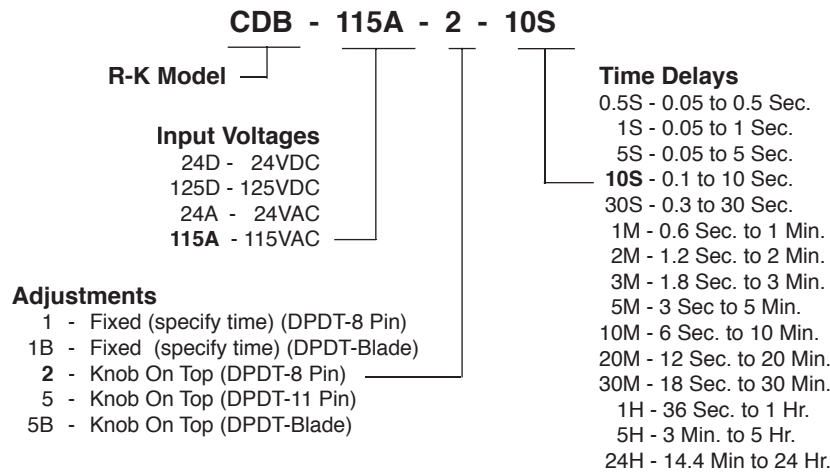 CDB - 115A - 2 - 10S
R-K Model
Input Voltages
24D - 24VDC
125D - 125VDC
24A - 24VAC
115A - 115VAC
Adjustments
1 - Fixed (specify time) (DPDT-8 Pin)
1B - Fixed (specify time) (DPDT-Blade)
2 - Knob On Top (DPDT-8 Pin)
5 - Knob On Top (DPDT-11 Pin)
5B - Knob On Top (DPDT-Blade)
Time Delays
0.5S - 0.05 to 0.5 Sec.
1S - 0.05 to 1 Sec.
5S - 0.05 to 5 Sec.
10S - 0.1 to 10 Sec.
30S - 0.3 to 30 Sec.
1M - 0.6 Sec. to 1 Min.
2M - 1.2 Sec. to 2 Min.
3M - 1.8 Sec. to 3 Min.
5M - 3 Sec to 5 Min.
10M - 6 Sec. to 10 Min.
20M - 12 Sec. to 20 Min.
30M - 18 Sec. to 30 Min.
1H - 36 Sec. to 1 Hr.
5H - 3 Min. to 5 Hr.
24H - 14.4 Min to 24 Hr.